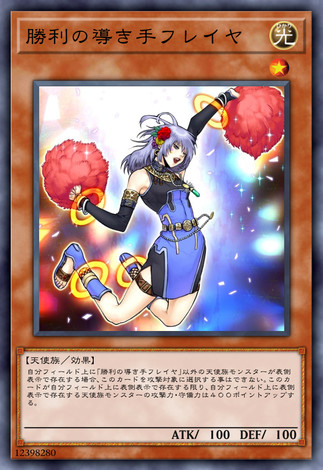 勝利の導き手フレイヤ
光
【天使族／効果】
自分フィールド上に「勝利の導き手フレイヤ」以外の天使族モンスターが表側
表示で存在する場合、このカードを攻撃対象に選択する事はできない。このカー
ドが自分フィールド上に表側表示で存在する限り、自分フィールド上に表側表示
で存在する天使族モンスターの攻撃力・守備力は４００ポイントアップす
る。
ATK/ 100 DEF/ 100
12398280